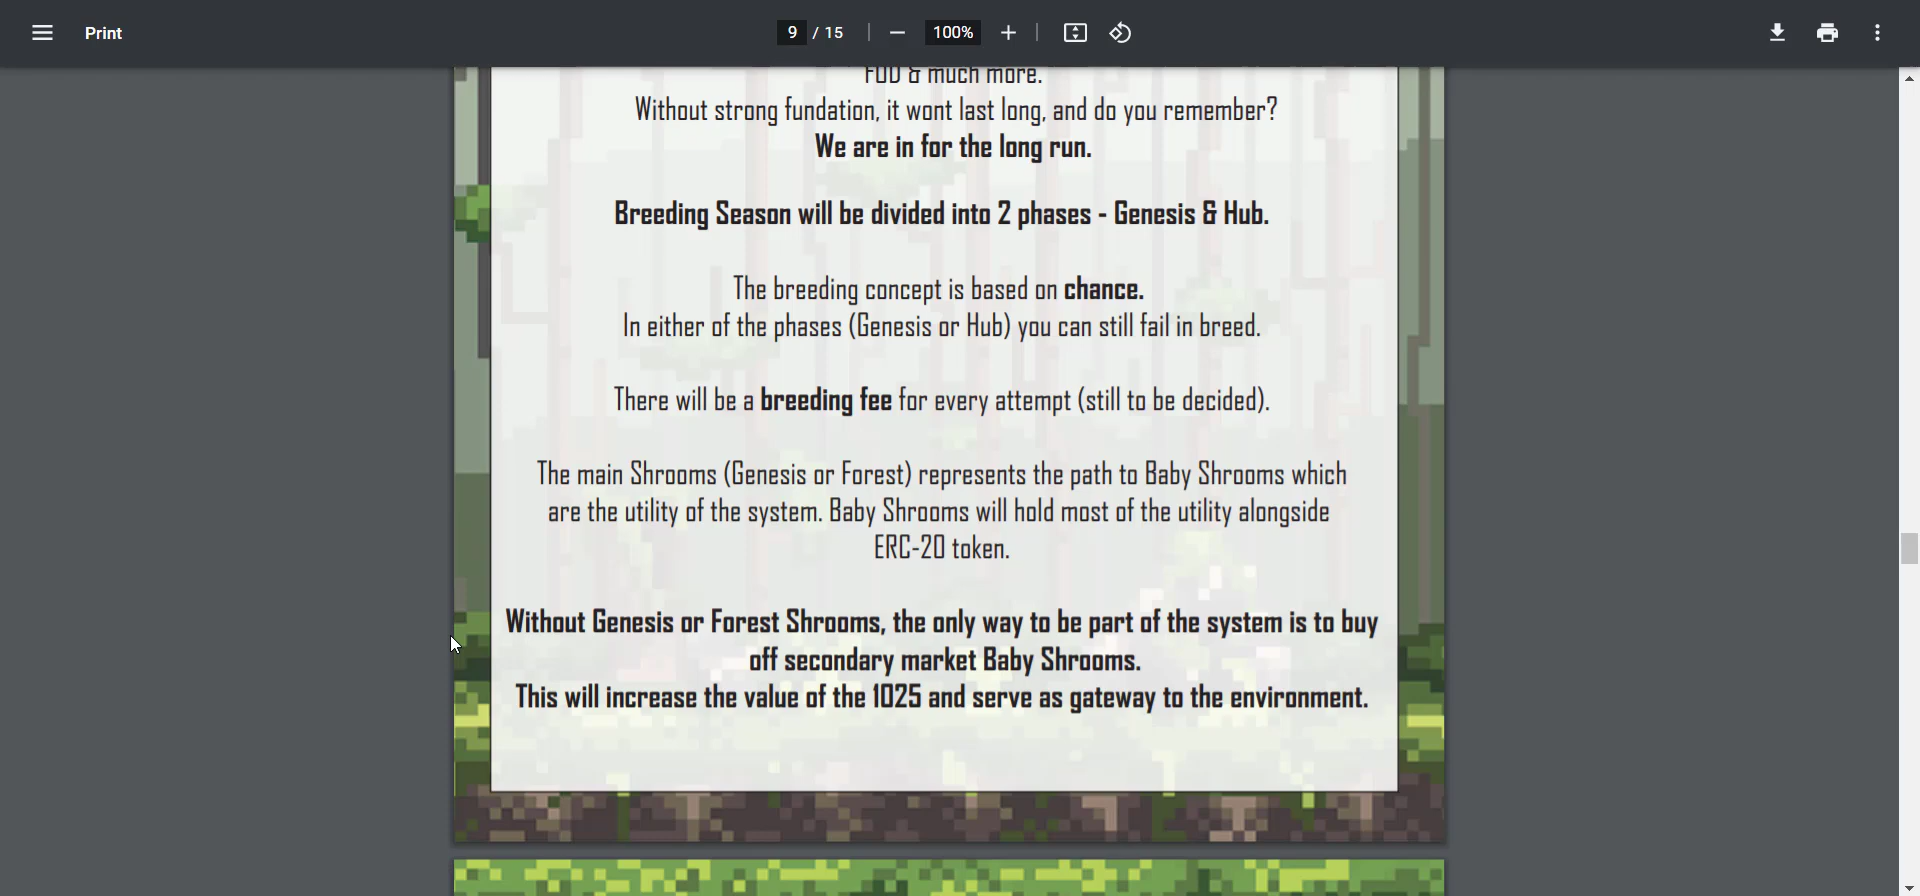 Print
9 / 15
100%
FUD & much more.
Without strong fundation, it wont last long, and do you remember?
We are in for the long run.
Breeding Season will be divided into 2 phases - Genesis & Hub.
The breeding concept is based on chance.
In either of the phases (Genesis or Hub) you can still fail in breed.
There will be a breeding fee for every attempt (still to be decided).
The main Shrooms (Genesis or Forest) represents the path to Baby Shrooms which
are the utility of the system. Baby Shrooms will hold most of the utility alongside
ERC-20 token.
Without Genesis or Forest Shrooms, the only way to be part of the system is to buy
off secondary market Baby Shrooms.
This will increase the value of the 1025 and serve as gateway to the environment.